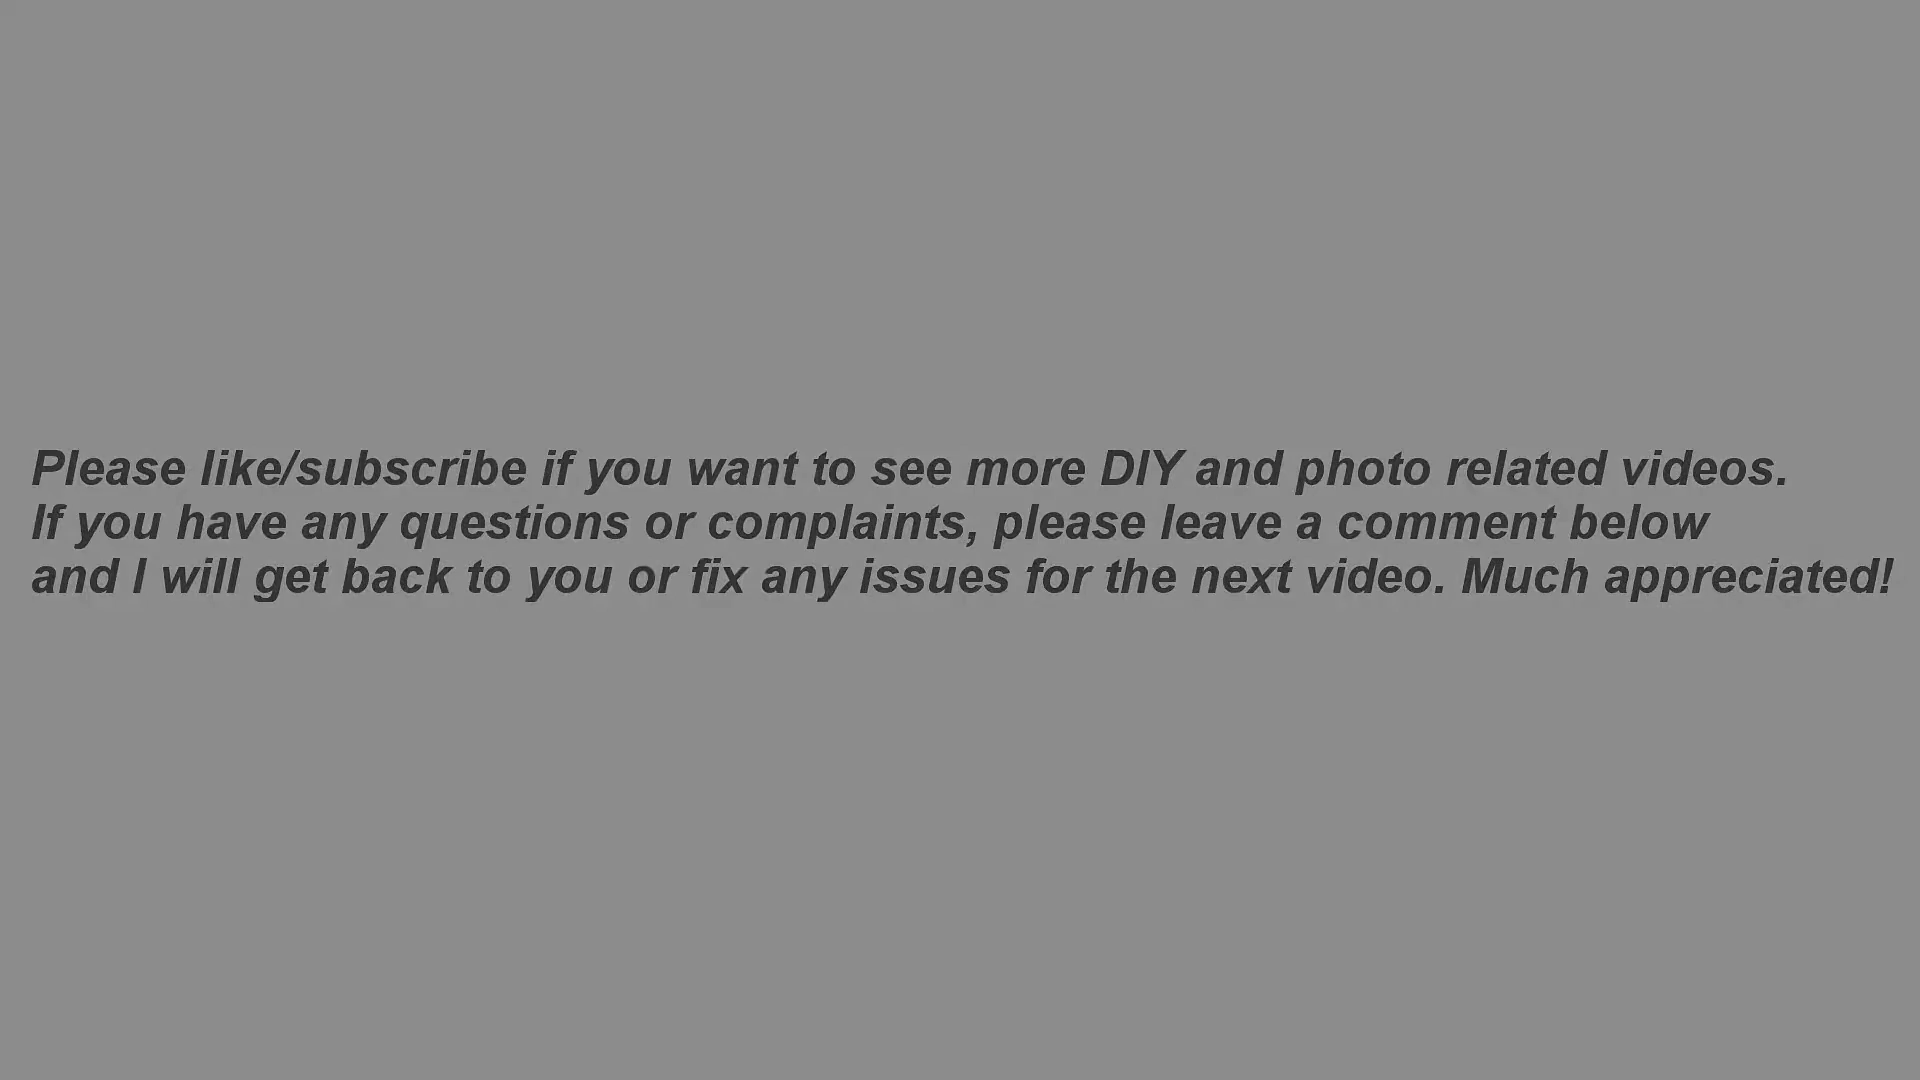 Please like/subscribe if you want to see more DIY and photo related videos.
If you have any questions or complaints, please leave a comment below
and I will get back to you or fix any issues for the next video. Much appreciated!